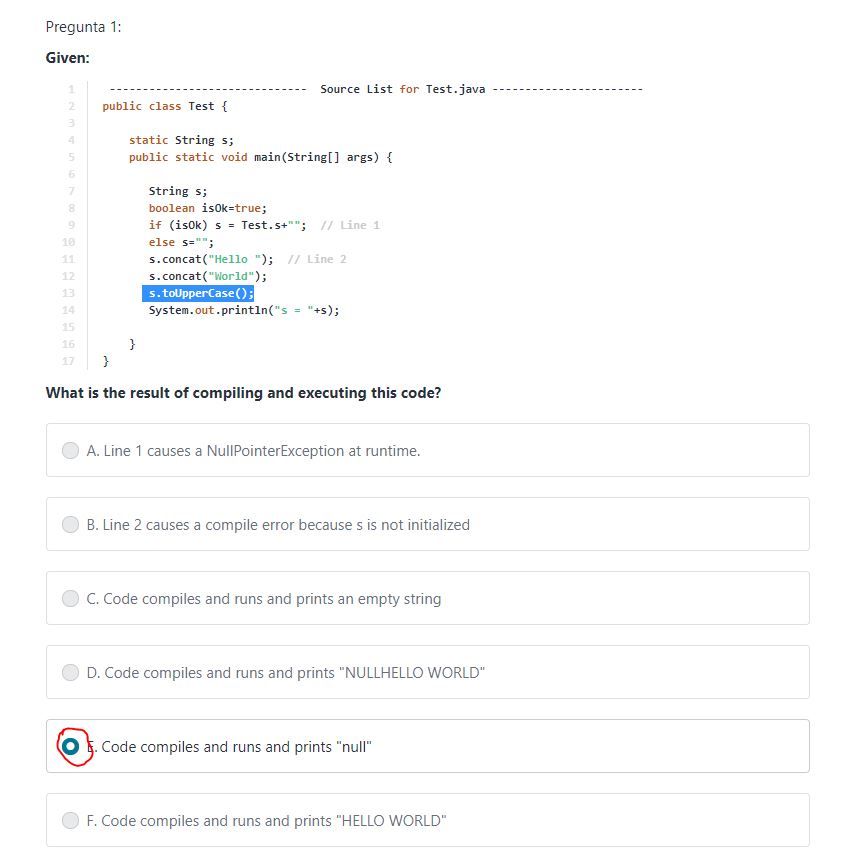 Pregunta 1:
Given:
1 ------------------------------ Source List for Test.java -----------------------
2 public class Test {
3
4 static String s;
5 public static void main(String[] args) {
6
7 String s;
8 boolean isOk=true;
9 if (isOk) s = Test.s+""; // Line 1
10 else s="";
11 s.concat("Hello "); // Line 2
12 s.concat("World");
13 s.toUpperCase();
14 System.out.println("s = "+s);
15
16 }
17 }
What is the result of compiling and executing this code?
A. Line 1 causes a NullPointerException at runtime.
B. Line 2 causes a compile error because s is not initialized
C. Code compiles and runs and prints an empty string
D. Code compiles and runs and prints "NULLHELLO WORLD"
E. Code compiles and runs and prints "null"
F. Code compiles and runs and prints "HELLO WORLD"